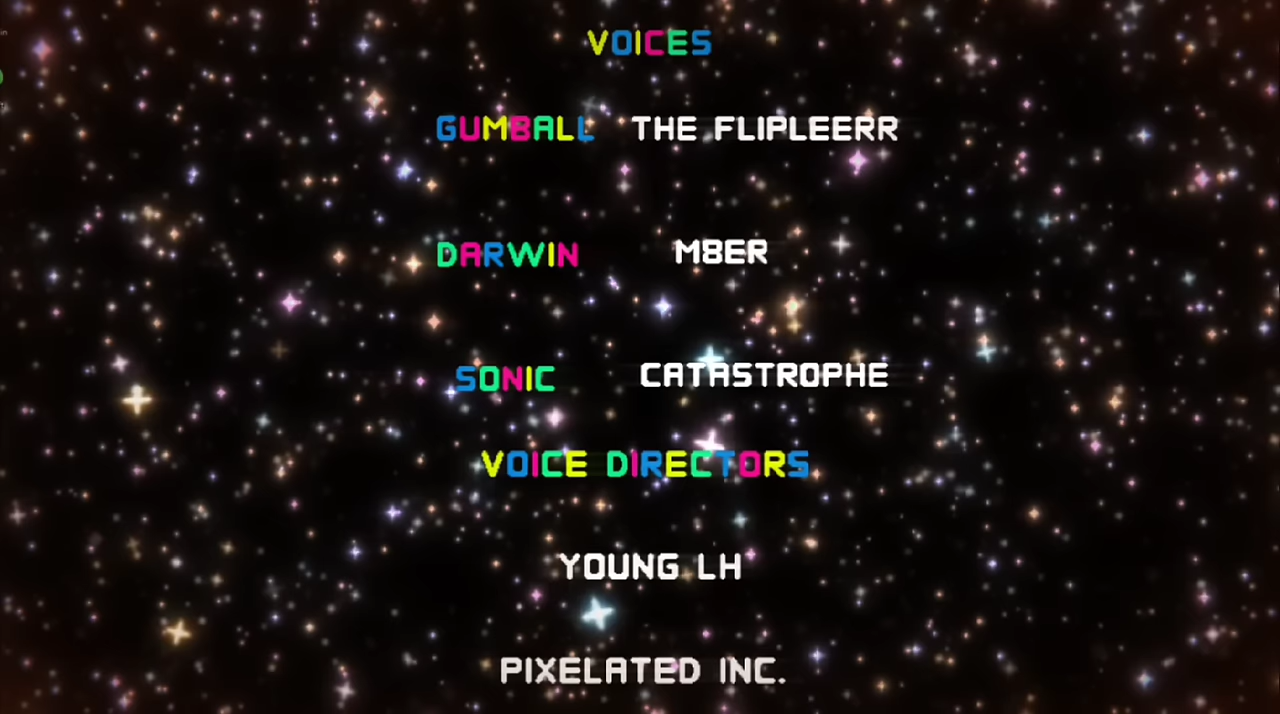 VOICES
GUMBALL THE FLIPLEERR
DARWIN M8ER
SONIC CATASTROPHE
VOICE DIRECTORS
YOUNG LH
PIXELATED INC.